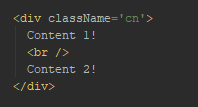 <div className='cn'>
  Content 1!
  <br />
  Content 2!
</div>